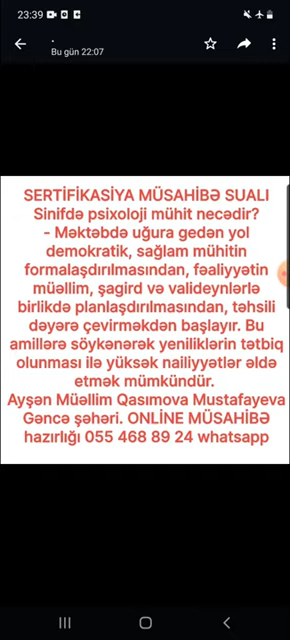 23:39
Bu gün 22:07
SERTİFİKASİYA MÜSAHİBƏ SUALI
Sinifdə psixoloji mühit necədir?
- Məktəbdə uğura gedən yol
demokratik, sağlam mühitin
formalaşdırılmasından, fəaliyyətin
müəllim, şagird və valideynlərlə
birlikdə planlaşdırılmasından, təhsili
dəyərə çevirməkdən başlayır. Bu
amillərə söykənərək yeniliklərin tətbiq
olunması ilə yüksək nailiyyətlər əldə
etmək mümkündür.
Ayşən Müəllim Qasımova Mustafayeva
Gəncə şəhəri. ONLİNE MÜSAHİBƏ
hazırlığı 055 468 89 24 whatsapp